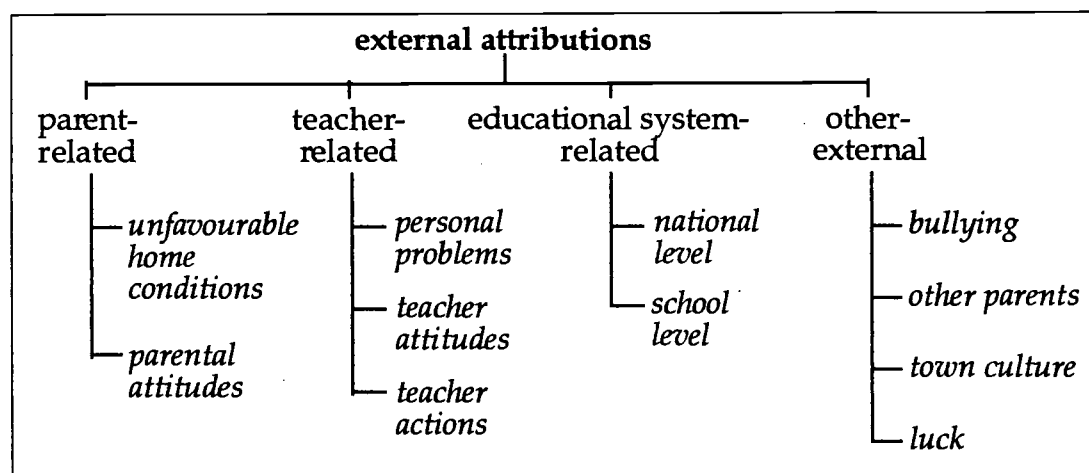 external attributions
parent-
related
teacher-
related
educational system-
related
other-
external
unfavourable
home
conditions
parental
attitudes
personal
problems
teacher
attitudes
teacher
actions
national
level
school
level
bullying
other parents
town culture
luck